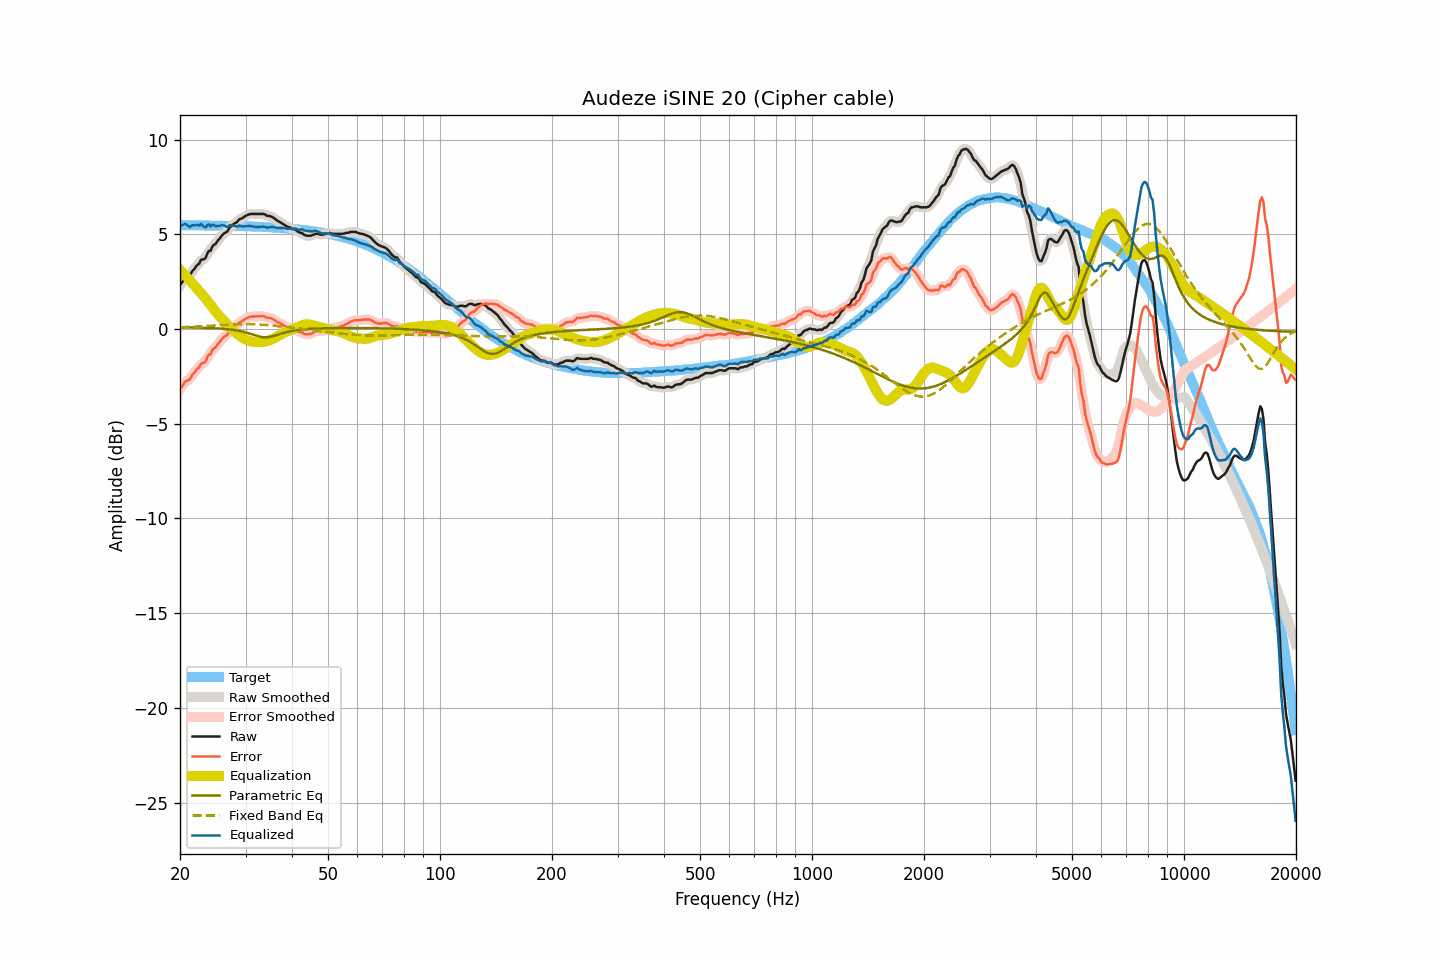 Audeze iSINE 20 (Cipher cable)
10
5
0
−5
−10
−15
−20
−25
Amplitude (dBr)
Target
Raw Smoothed
Error Smoothed
Raw
Error
Equalization
Parametric Eq
Fixed Band Eq
Equalized
20 50 100 200 500 1000 2000 5000 10000 20000
Frequency (Hz)